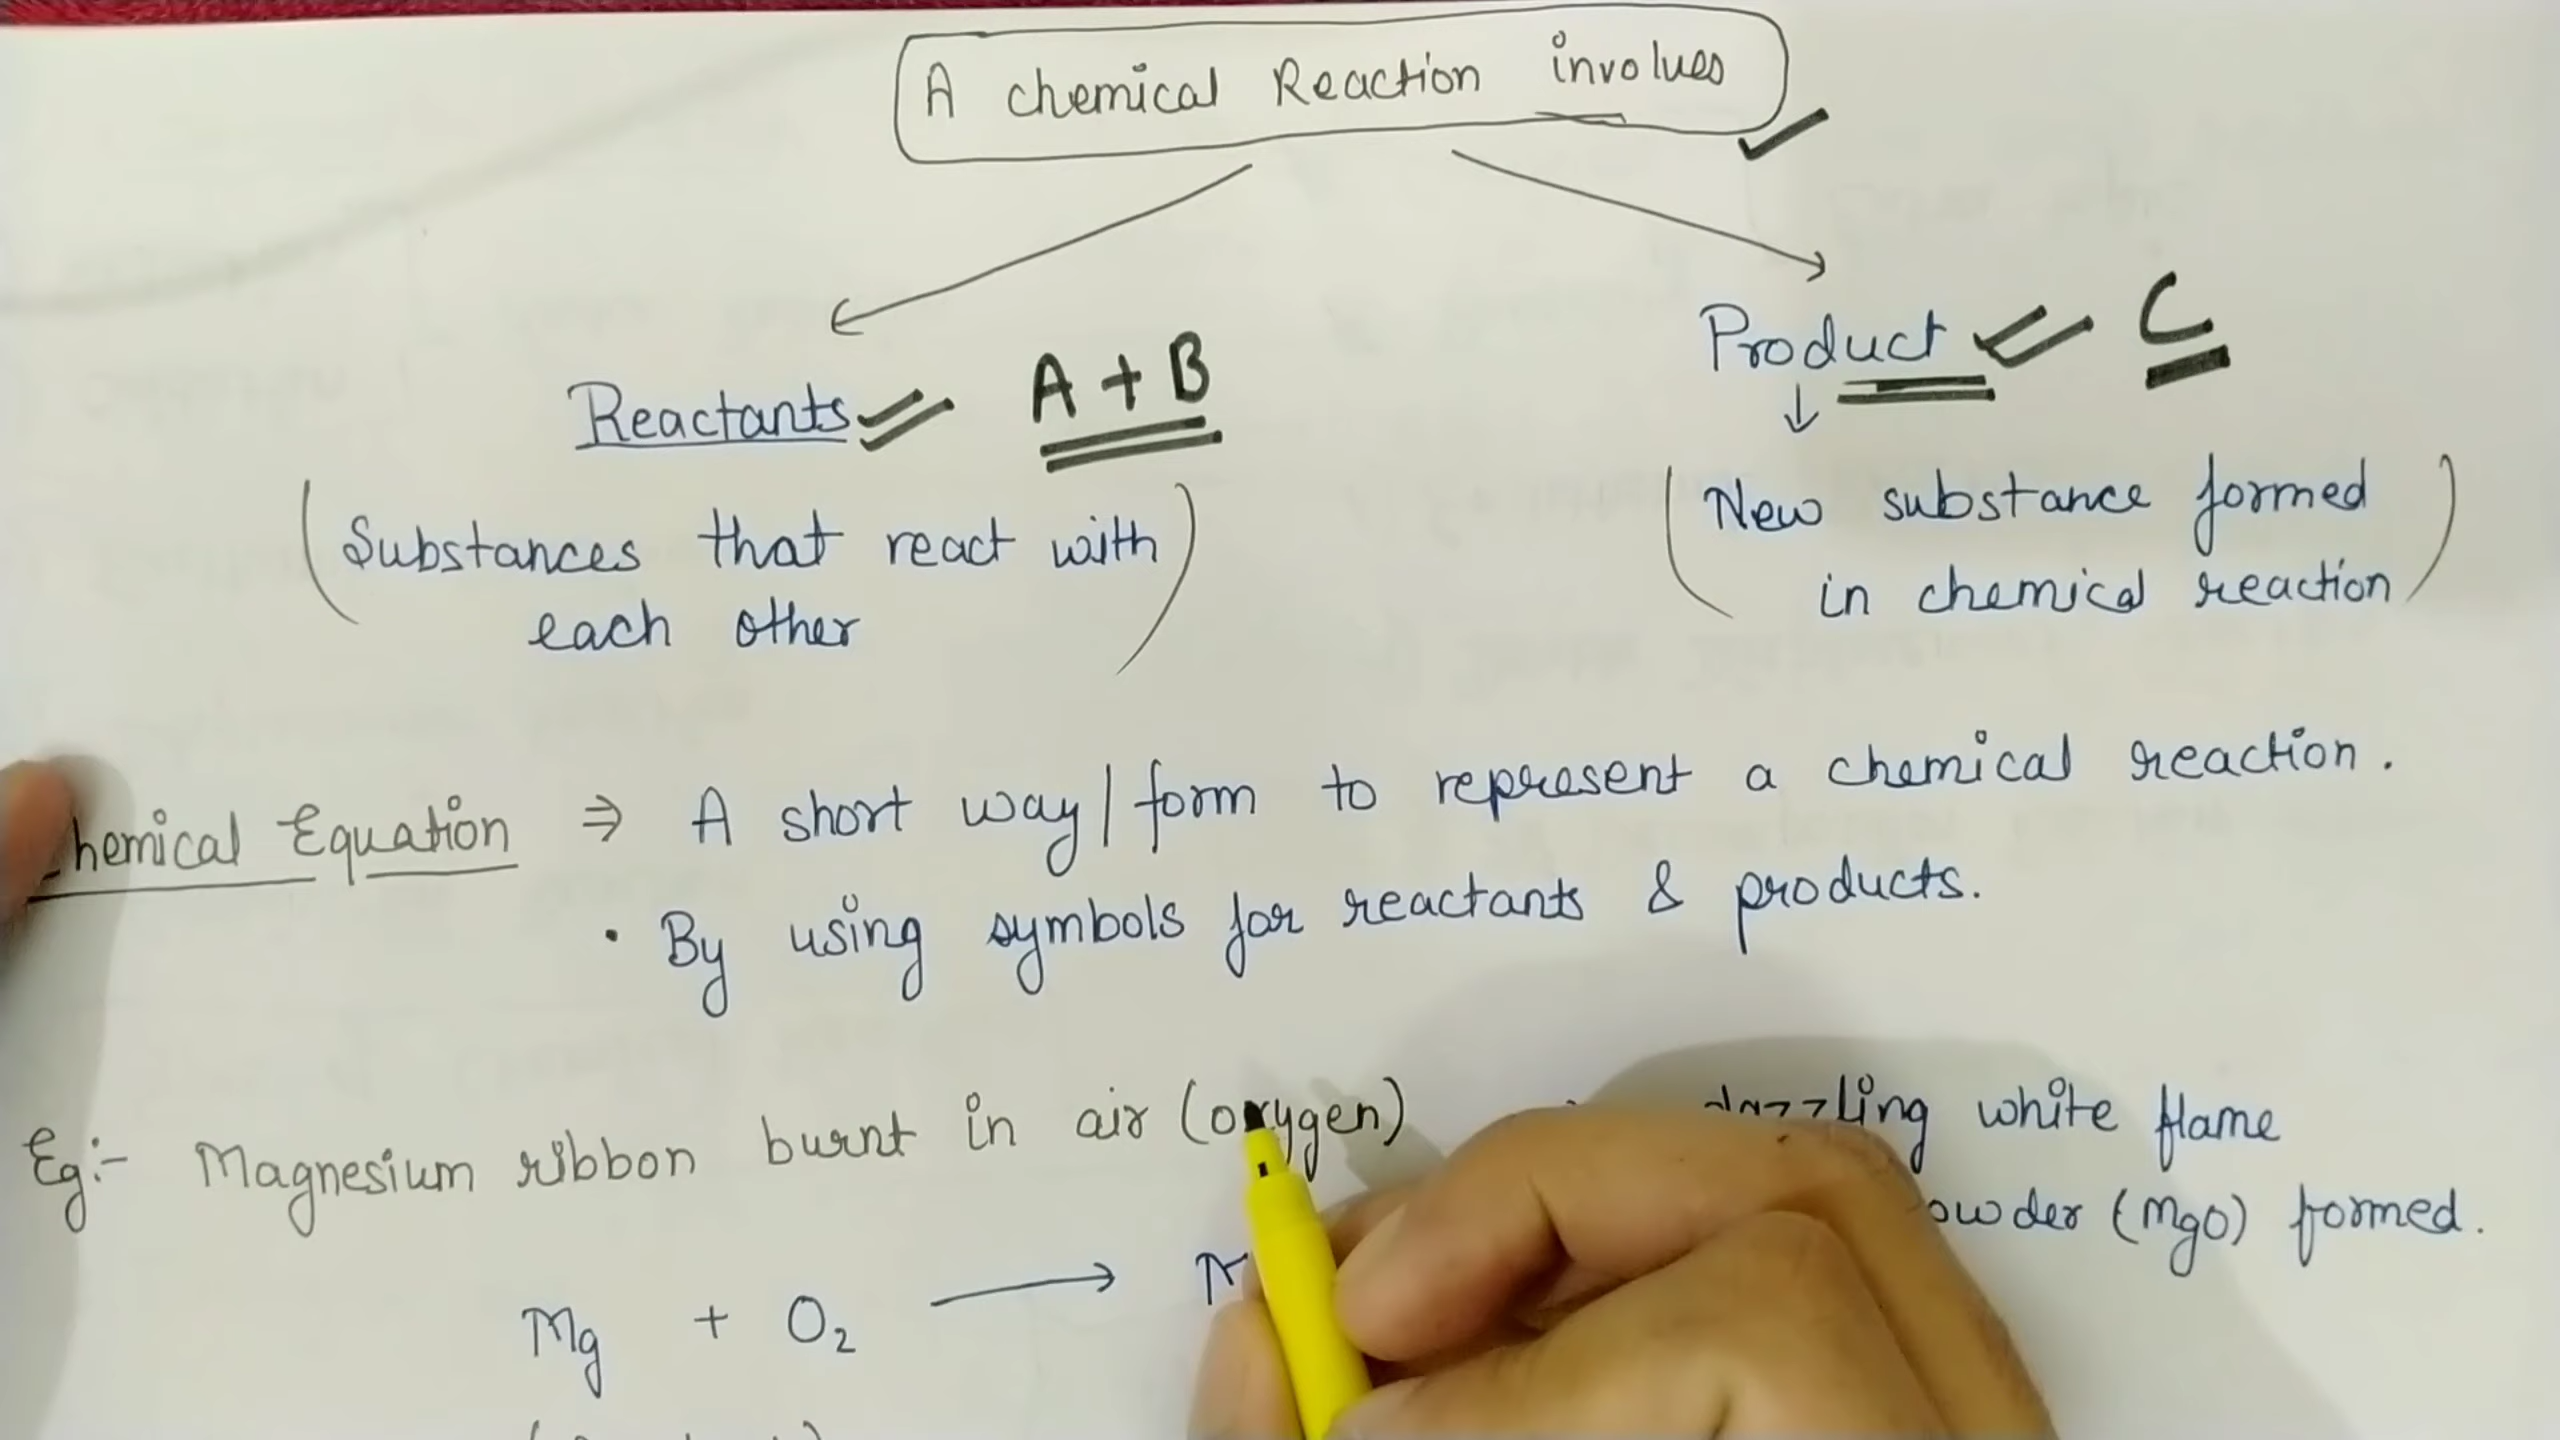 A chemical Reaction involves
Reactants A + B
Product C
(Substances that react with
each other)
(New substance formed
in chemical reaction)
hemical Equation ⇒ A short way/form to represent a chemical reaction.
• By using symbols for reactants & products.
Eg:- Magnesium ribbon burnt in air (oxygen) dazzling white flame
owder (MgO) formed.
Mg + O₂ → M